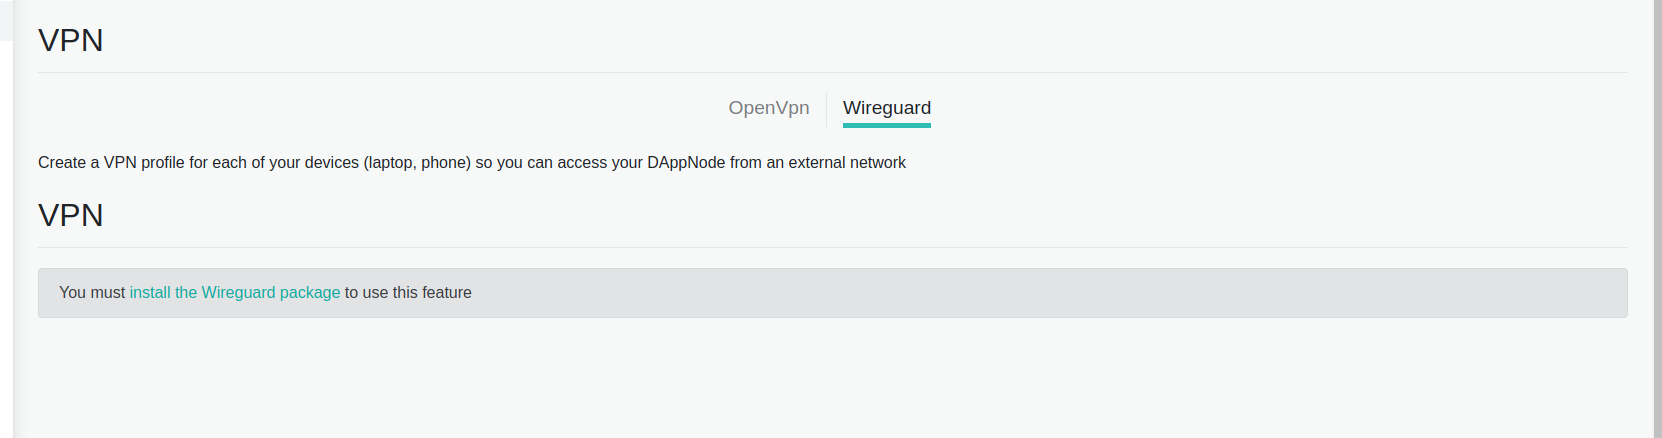 VPN
OpenVpn
Wireguard
Create a VPN profile for each of your devices (laptop, phone) so you can access your DAppNode from an external network
VPN
You must install the Wireguard package to use this feature